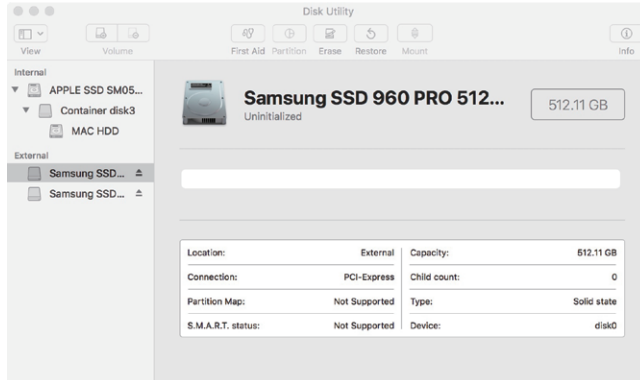 Disk Utility
View
Volume
First Aid
Partition
Erase
Restore
Mount
Info
Internal
APPLE SSD SM05...
Container disk3
MAC HDD
External
Samsung SSD...
Samsung SSD...
Samsung SSD 960 PRO 512...
Uninitialized
512.11 GB
Location: External
Capacity: 512.11 GB
Connection: PCI-Express
Child count: 0
Partition Map: Not Supported
Type: Solid state
S.M.A.R.T. status: Not Supported
Device: disk0